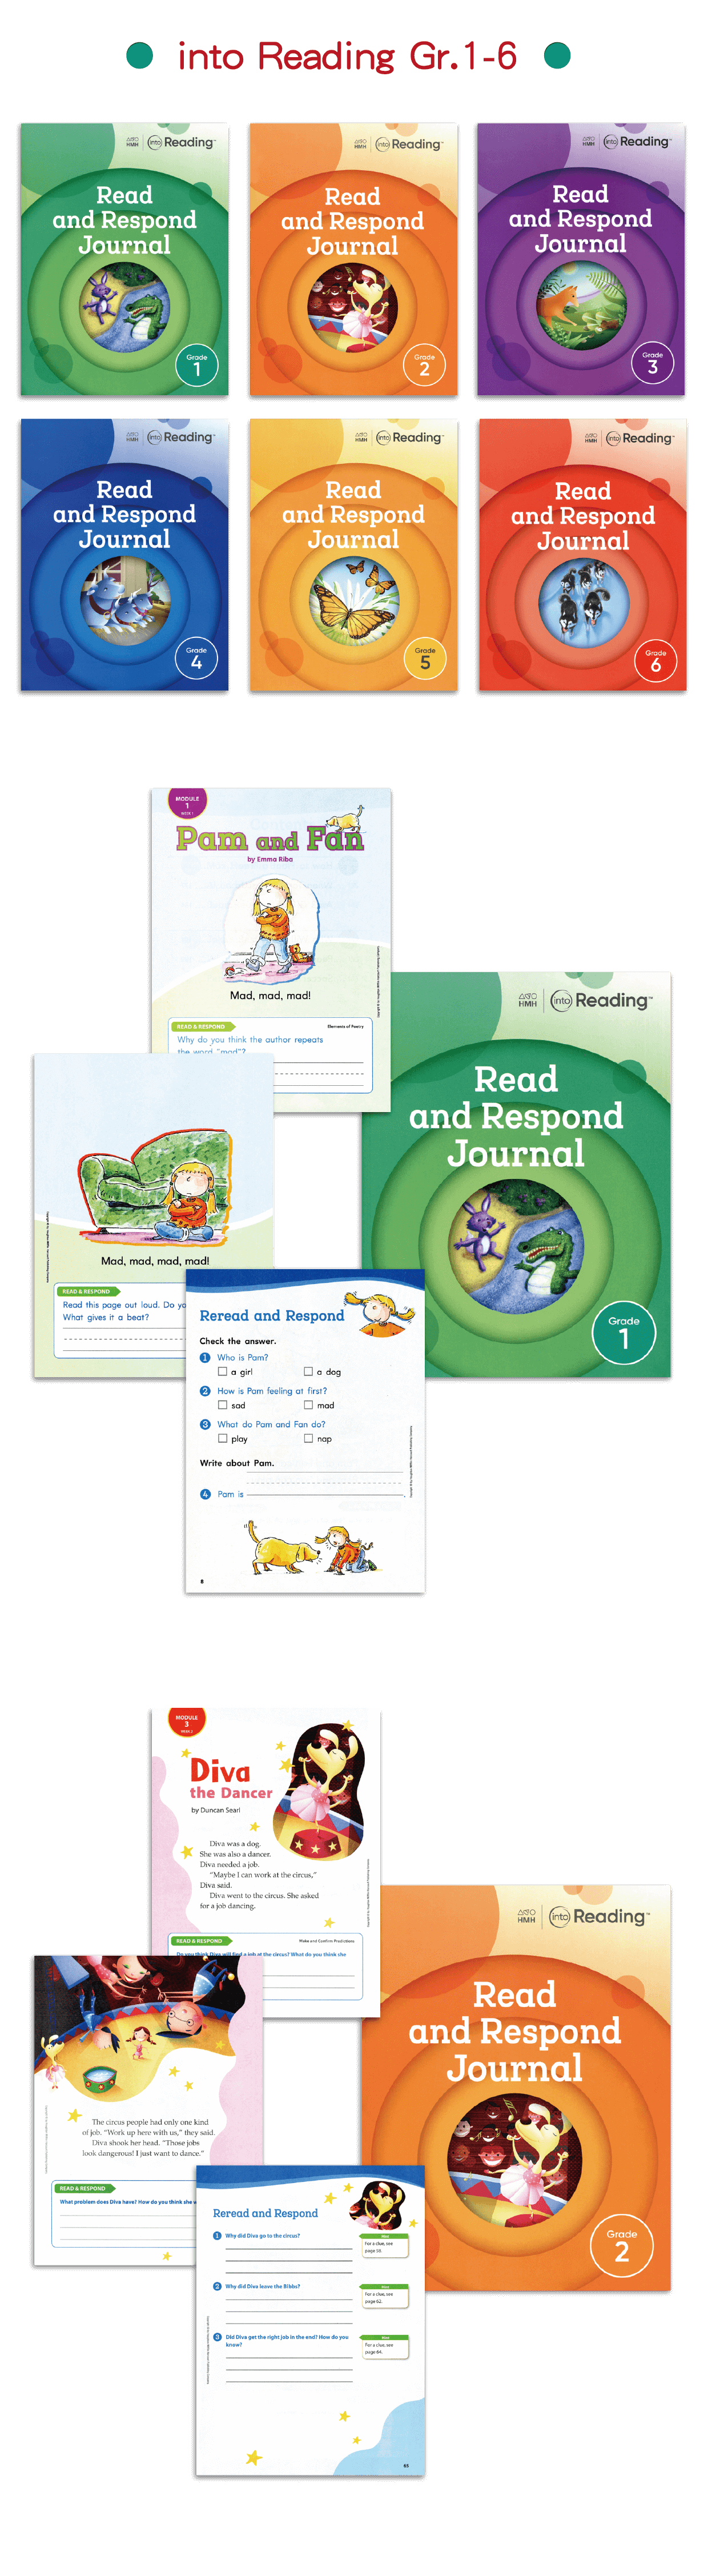 into Reading Gr.1-6
HMH
into Reading™
Read
and Respond
Journal
Grade
1
HMH
into Reading™
Read
and Respond
Journal
Grade
2
HMH
into Reading™
Read
and Respond
Journal
Grade
3
HMH
into Reading™
Read
and Respond
Journal
Grade
4
HMH
into Reading™
Read
and Respond
Journal
Grade
5
HMH
into Reading™
Read
and Respond
Journal
Grade
6
MODULE
1
WEEK 1
Pam and Fan
by Emma Riba
Mad, mad, mad!
READ & RESPOND
Elements of Poetry
Why do you think the author repeats
the word "mad"?
HMH
into Reading™
Read
and Respond
Journal
Grade
1
Mad, mad, mad, mad!
READ & RESPOND
Read this page out loud. Do yo
What gives it a beat?
Reread and Respond
Check the answer.
1 Who is Pam?
a girl
a dog
2 How is Pam feeling at first?
sad
mad
3 What do Pam and Fan do?
play
nap
Write about Pam.
4 Pam is
8
MODULE
3
Diva
the Dancer
by Duncan Searl
Diva was a dog.
She was also a dancer.
Diva needed a job.
"Maybe I can work at the circus,"
Diva said.
Diva went to the circus. She asked
for a job dancing.
READ & RESPOND
Make and Confirm Predictions
Do you think Diva will find a job at the circus? What do you think she
HMH
into Reading™
Read
and Respond
Journal
Grade
2
The circus people had only one kind
of job. "Work up here with us," they said.
Diva shook her head. "Those jobs
look dangerous! I just want to dance."
READ & RESPOND
What problem does Diva have? How do you think she w
Reread and Respond
1 Why did Diva go to the circus?
Hint
For a clue, see
2 Why did Diva leave the Bibbs?
Hint
For a clue, see
page 62.
3 Did Diva get the right job in the end? How do you
know?
Hint
For a clue, see
page 64.
65